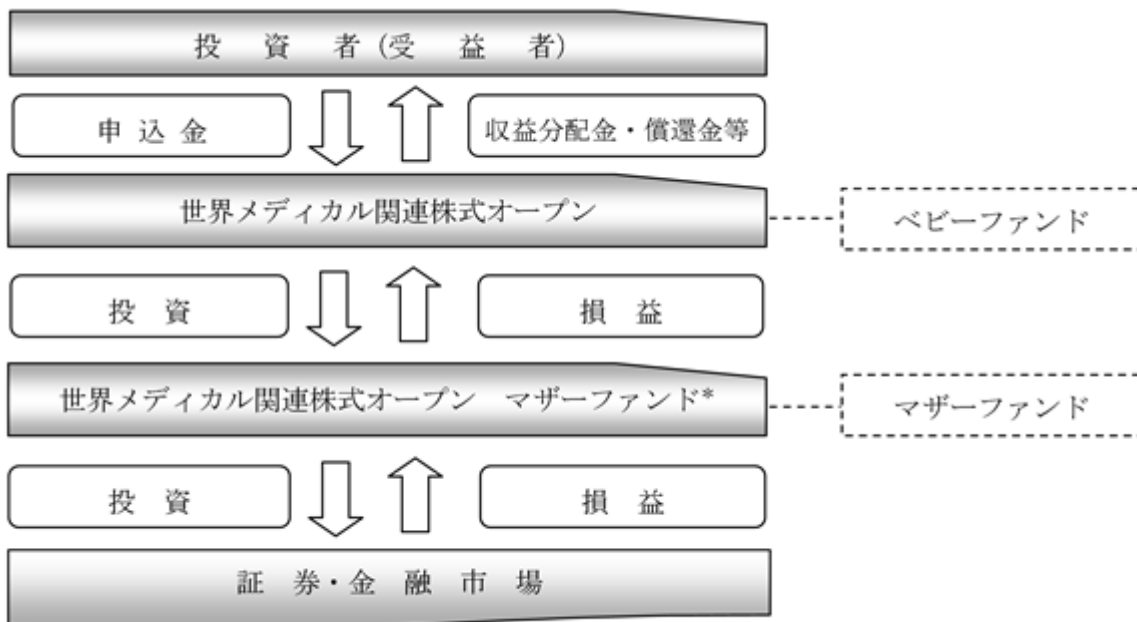 投資者(受益者)
申込金
収益分配金・償還金等
世界メディカル関連株式オープン
ベビーファンド
投資
損益
世界メディカル関連株式オープン　マザーファンド*
マザーファンド
投資
損益
証券・金融市場